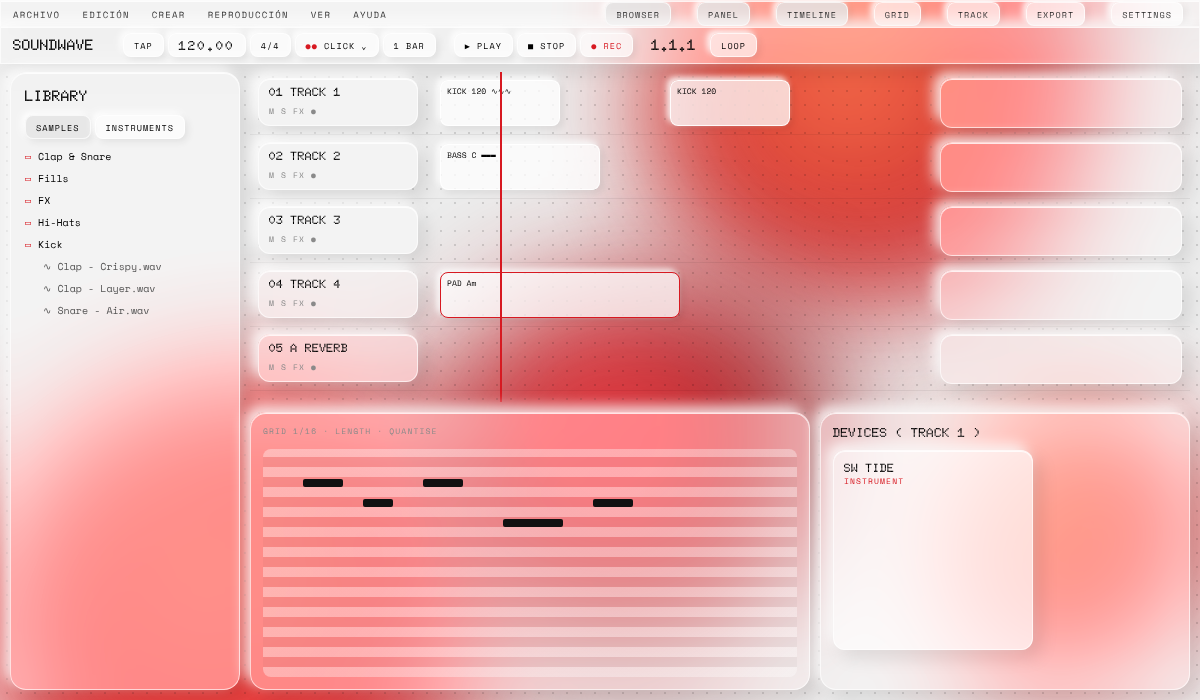 ARCHIVO EDICIÓN CREAR REPRODUCCIÓN VER AYUDA BROWSER PANEL TIMELINE GRID TRACK EXPORT SETTINGS
SOUNDWAVE TAP 120.00 4/4 CLICK 1 BAR PLAY STOP REC 1.1.1 LOOP
LIBRARY
SAMPLES INSTRUMENTS
Clap & Snare
Fills
FX
Hi-Hats
Kick
Clap - Crispy.wav
Clap - Layer.wav
Snare - Air.wav
01 TRACK 1
M S FX
KICK 120
KICK 120
02 TRACK 2
M S FX
BASS C
03 TRACK 3
M S FX
04 TRACK 4
M S FX
PAD Am
05 A REVERB
M S FX
GRID 1/16 · LENGTH · QUANTISE
DEVICES ( TRACK 1 )
SW TIDE
INSTRUMENT